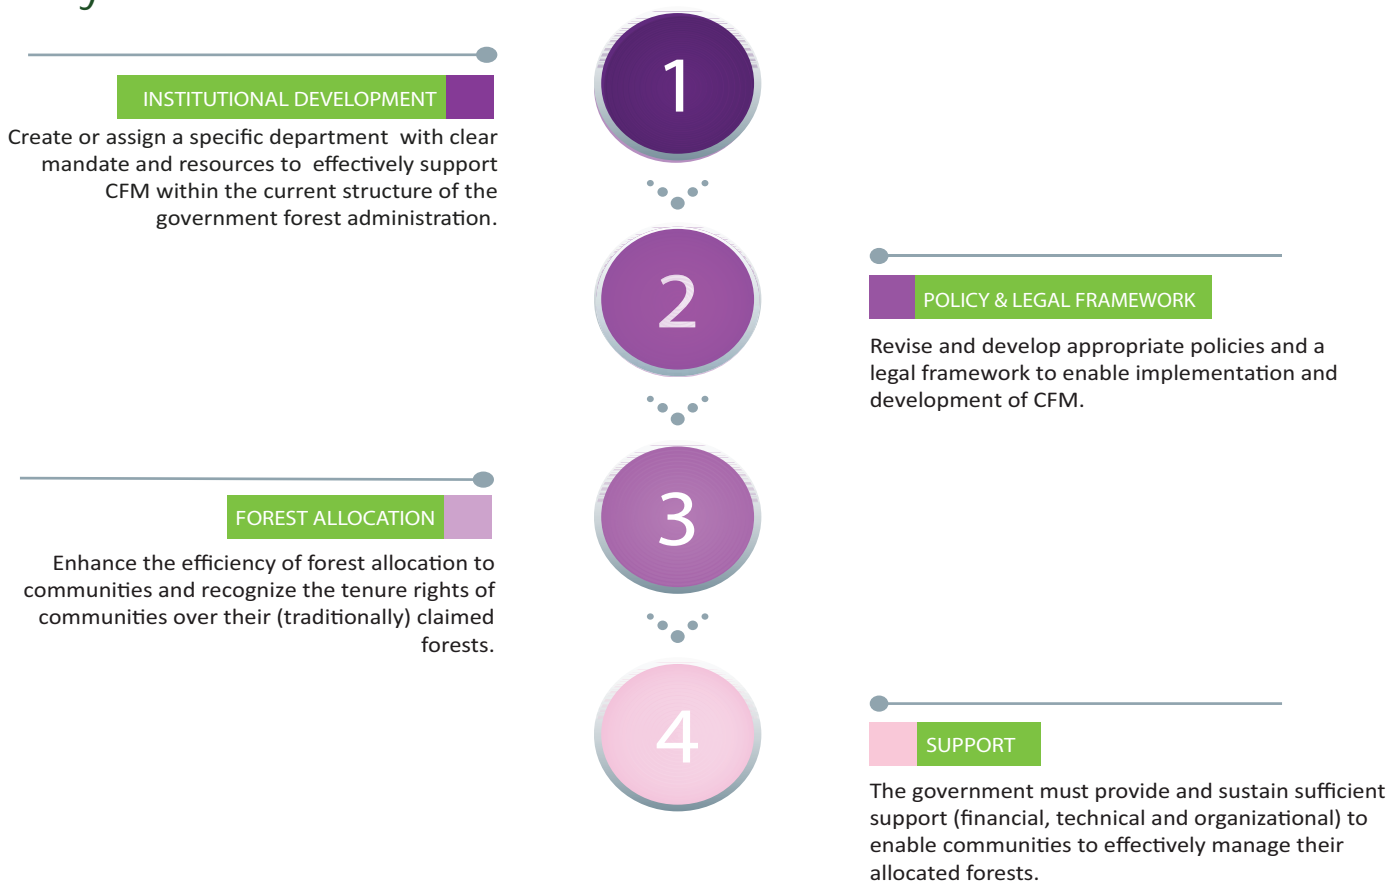 1
INSTITUTIONAL DEVELOPMENT
Create or assign a specific department with clear
mandate and resources to effectively support
CFM within the current structure of the
government forest administration.
2
POLICY & LEGAL FRAMEWORK
Revise and develop appropriate policies and a
legal framework to enable implementation and
development of CFM.
3
FOREST ALLOCATION
Enhance the efficiency of forest allocation to
communities and recognize the tenure rights of
communities over their (traditionally) claimed
forests.
4
SUPPORT
The government must provide and sustain sufficient
support (financial, technical and organizational) to
enable communities to effectively manage their
allocated forests.